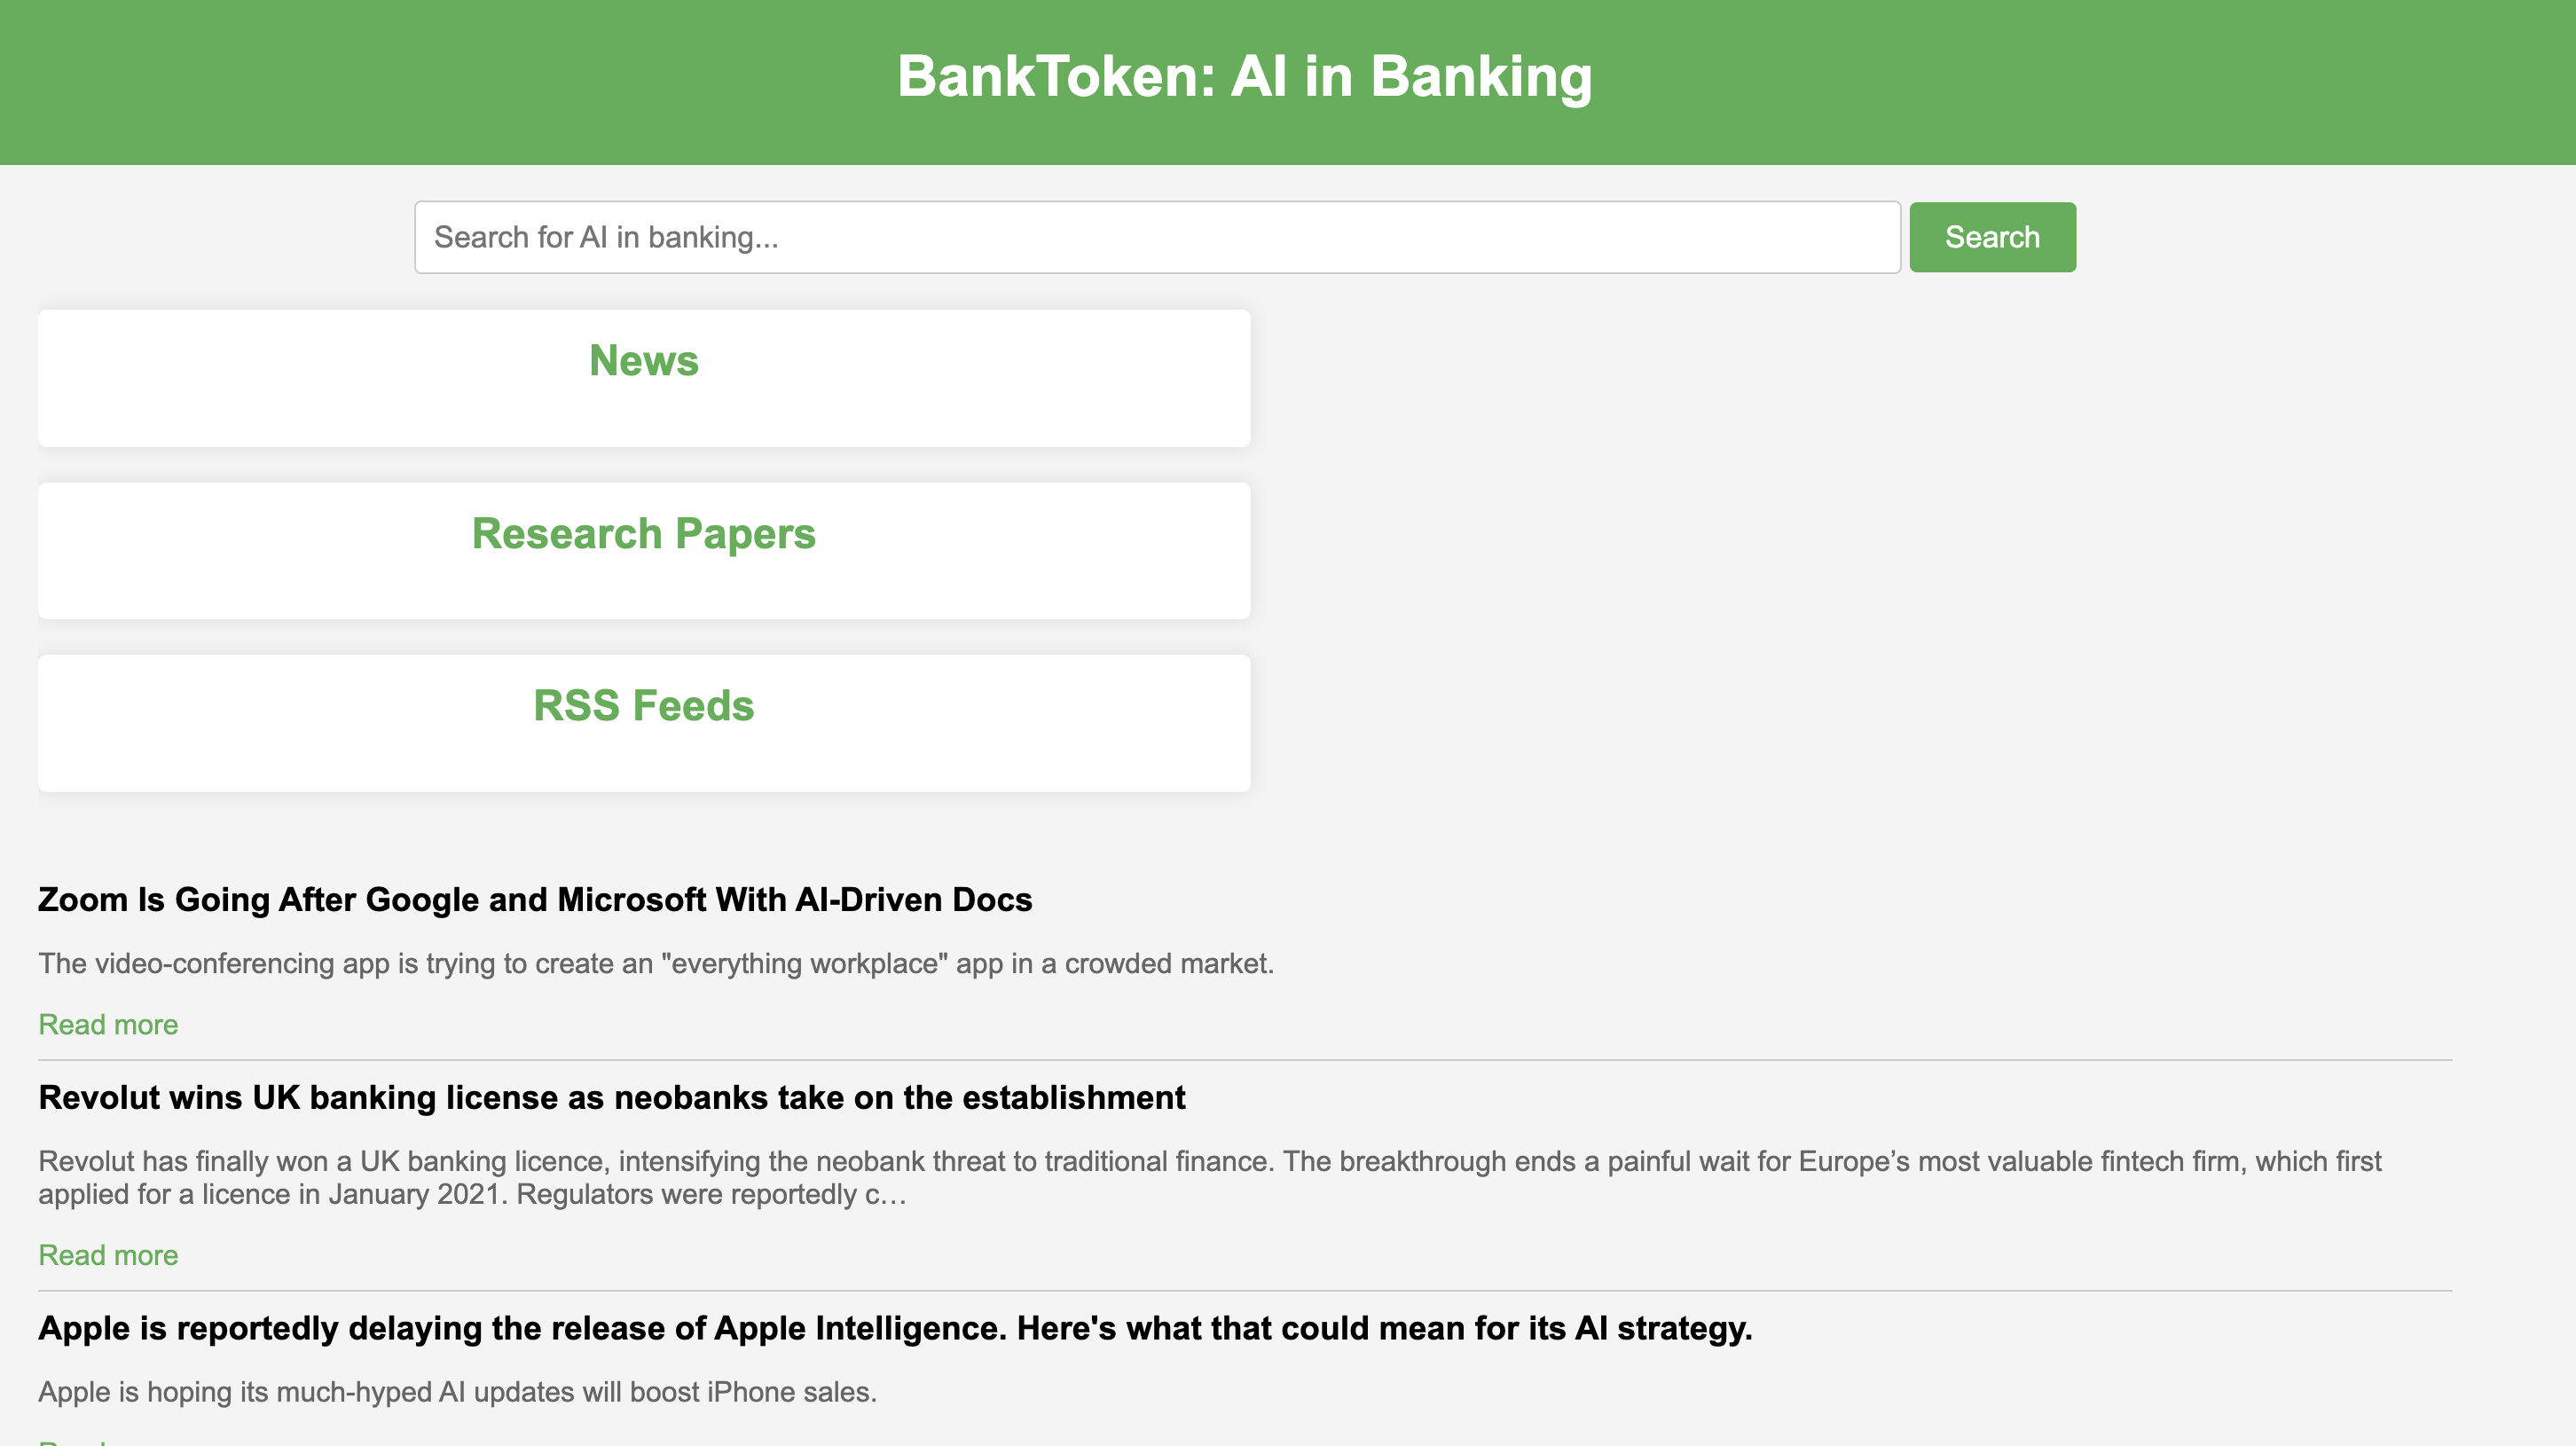 BankToken: AI in Banking
Search for AI in banking...
Search
News
Research Papers
RSS Feeds
Zoom Is Going After Google and Microsoft With AI-Driven Docs
The video-conferencing app is trying to create an "everything workplace" app in a crowded market.
Read more
Revolut wins UK banking license as neobanks take on the establishment
Revolut has finally won a UK banking licence, intensifying the neobank threat to traditional finance. The breakthrough ends a painful wait for Europe’s most valuable fintech firm, which first
applied for a licence in January 2021. Regulators were reportedly c…
Read more
Apple is reportedly delaying the release of Apple Intelligence. Here's what that could mean for its AI strategy.
Apple is hoping its much-hyped AI updates will boost iPhone sales.